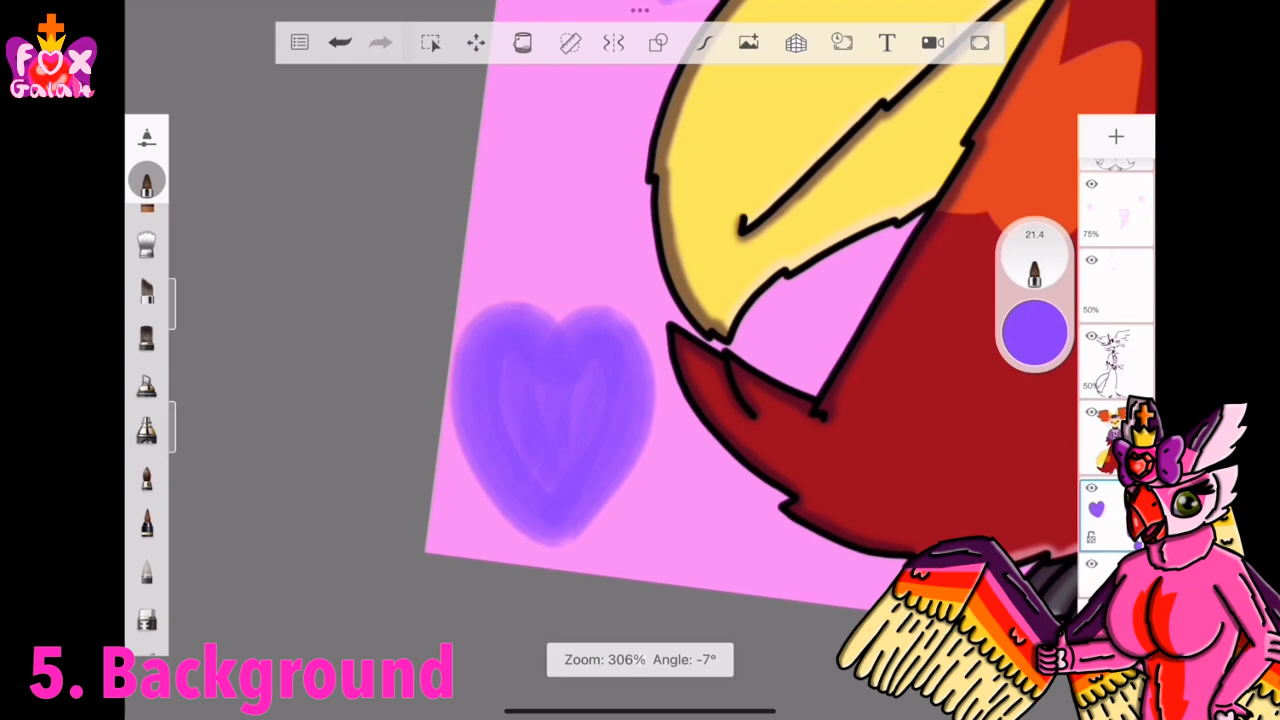 Fox
Galak
T
21.4
75%
50%
50%
Zoom: 306% Angle: -7°
5. Background